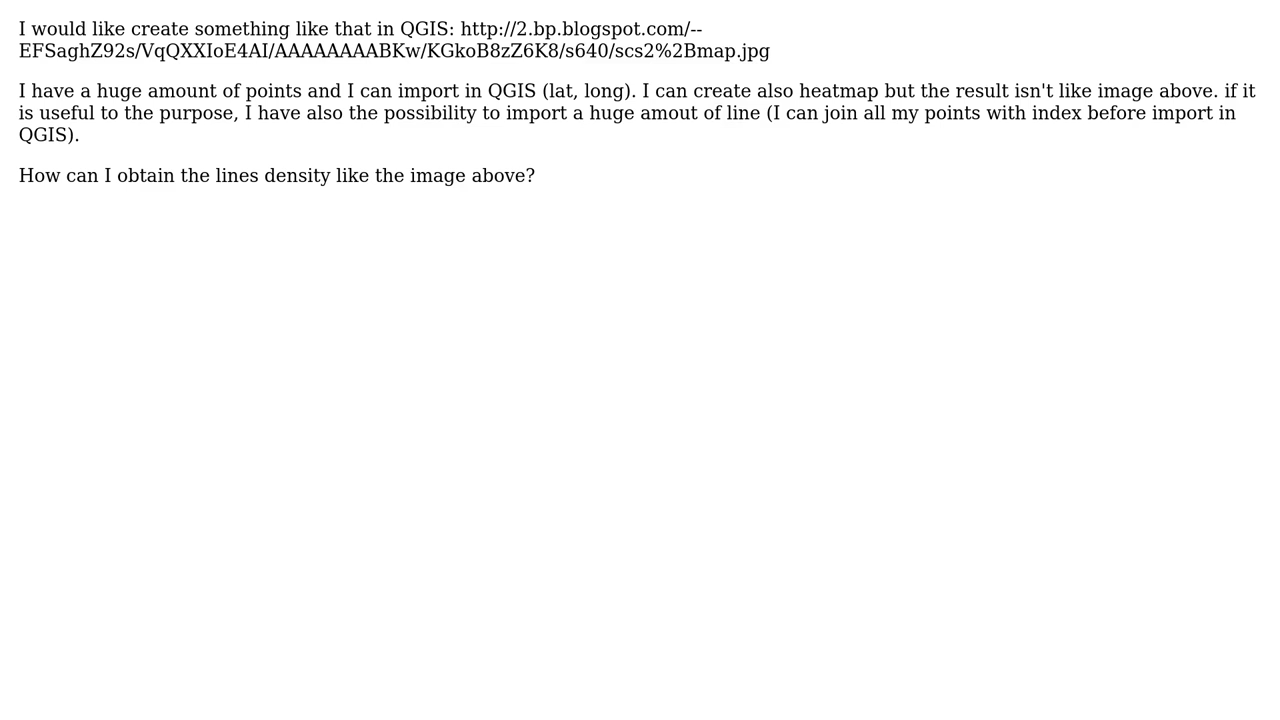 I would like create something like that in QGIS: http://2.bp.blogspot.com/--
EFSaghZ92s/VqQXXIoE4AI/AAAAAAAABKw/KGkoB8zZ6K8/s640/scs2%2Bmap.jpg
I have a huge amount of points and I can import in QGIS (lat, long). I can create also heatmap but the result isn't like image above. if it
is useful to the purpose, I have also the possibility to import a huge amout of line (I can join all my points with index before import in
QGIS).
How can I obtain the lines density like the image above?